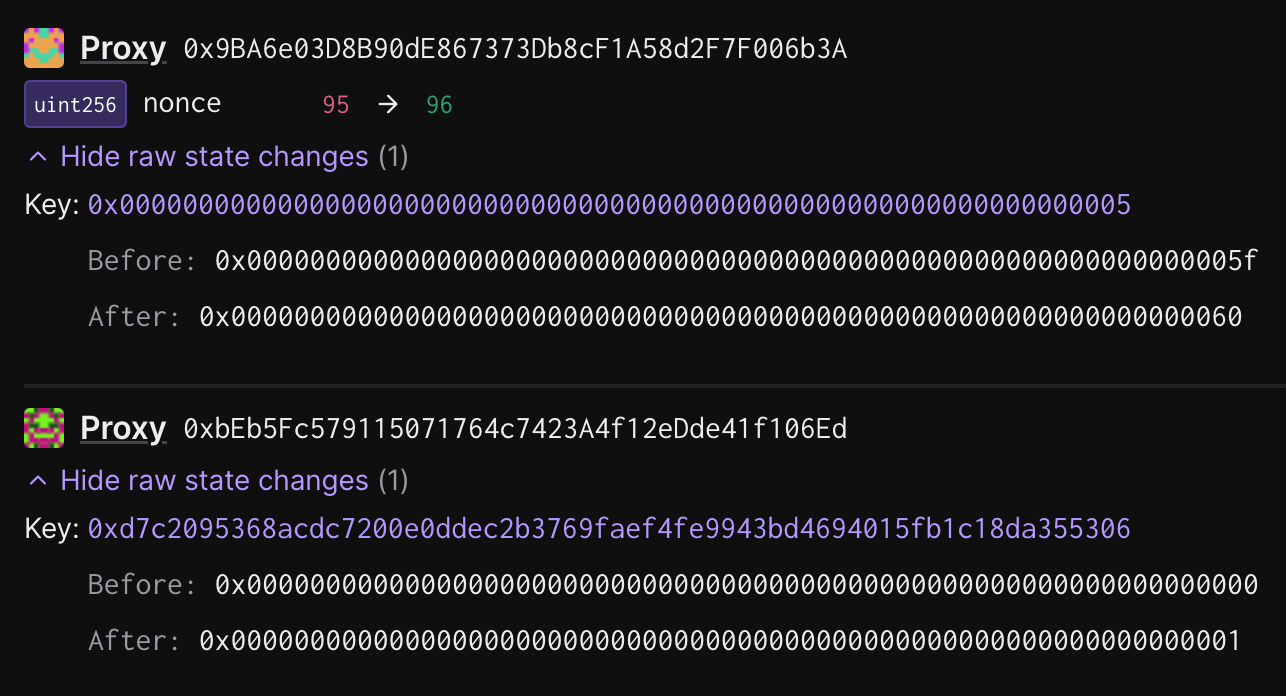 Proxy 0x9BA6e03D8B90dE867373Db8cF1A58d2F7F006b3A
uint256 nonce 95 → 96
Hide raw state changes (1)
Key: 0x0000000000000000000000000000000000000000000000000000000000000005
Before: 0x000000000000000000000000000000000000000000000000000000000000005f
After: 0x0000000000000000000000000000000000000000000000000000000000000060
Proxy 0xbEb5Fc579115071764c7423A4f12eDde41f106Ed
Hide raw state changes (1)
Key: 0xd7c2095368acdc7200e0ddec2b3769faef4fe9943bd4694015fb1c18da355306
Before: 0x0000000000000000000000000000000000000000000000000000000000000000
After: 0x0000000000000000000000000000000000000000000000000000000000000001